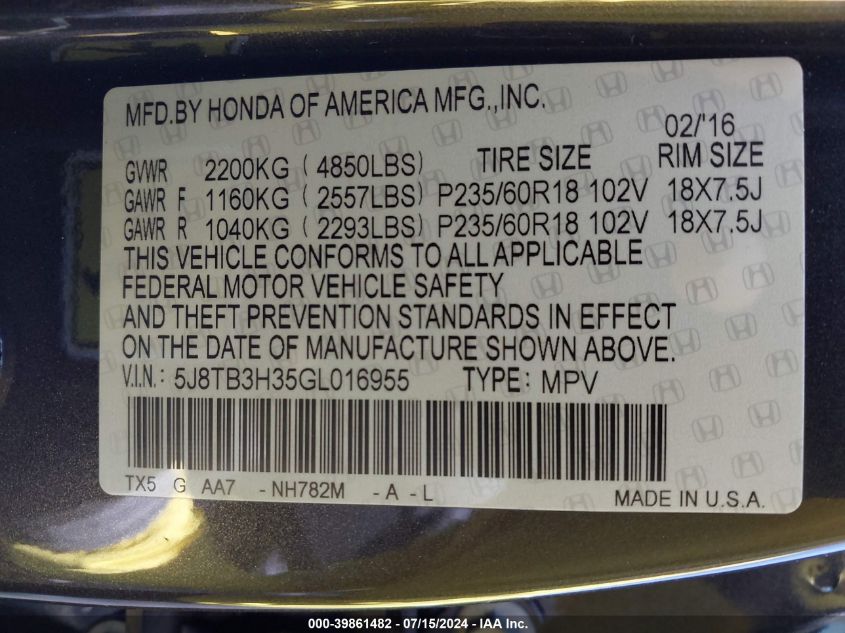 MFD.BY HONDA OF AMERICA MFG.,INC.
02/'16
GVWR 2200KG ( 4850LBS) TIRE SIZE RIM SIZE
GAWR F 1160KG ( 2557LBS) P235/60R18 102V 18X7.5J
GAWR R 1040KG ( 2293LBS) P235/60R18 102V 18X7.5J
THIS VEHICLE CONFORMS TO ALL APPLICABLE
FEDERAL MOTOR VEHICLE SAFETY
AND THEFT PREVENTION STANDARDS IN EFFECT
ON THE DATE OF MANUFACTURE SHOWN ABOVE.
V.I.N.: 5J8TB3H35GL016955 TYPE: MPV
TX5 G AA7 -NH782M -A -L
MADE IN U.S.A.
000-39861482 - 07/15/2024 - IAA Inc.